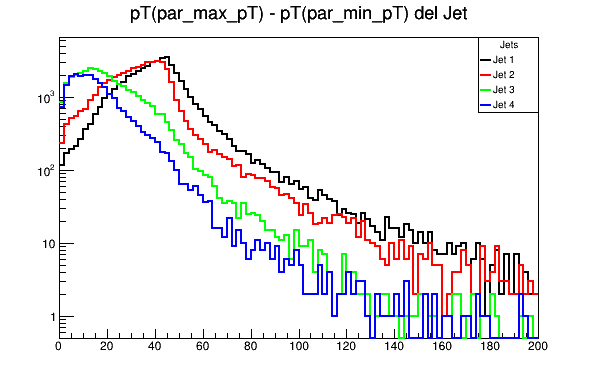 pT(par_max_pT) - pT(par_min_pT) del Jet
Jets
Jet 1
Jet 2
Jet 3
Jet 4
10³
10²
10
1
0 20 40 60 80 100 120 140 160 180 200